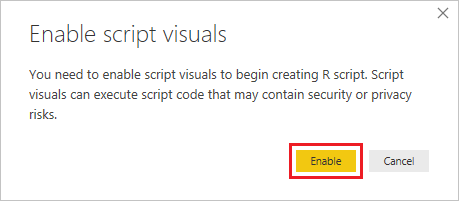 Enable script visuals
You need to enable script visuals to begin creating R script. Script
visuals can execute script code that may contain security or privacy
risks.
Enable
Cancel